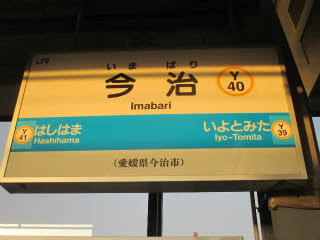 JR
いまばり
今治
Imabari
Y
40
Y
41
はしはま
Hashihama
いよとみた
Iyo-Tomita
Y
39
(愛媛県今治市)